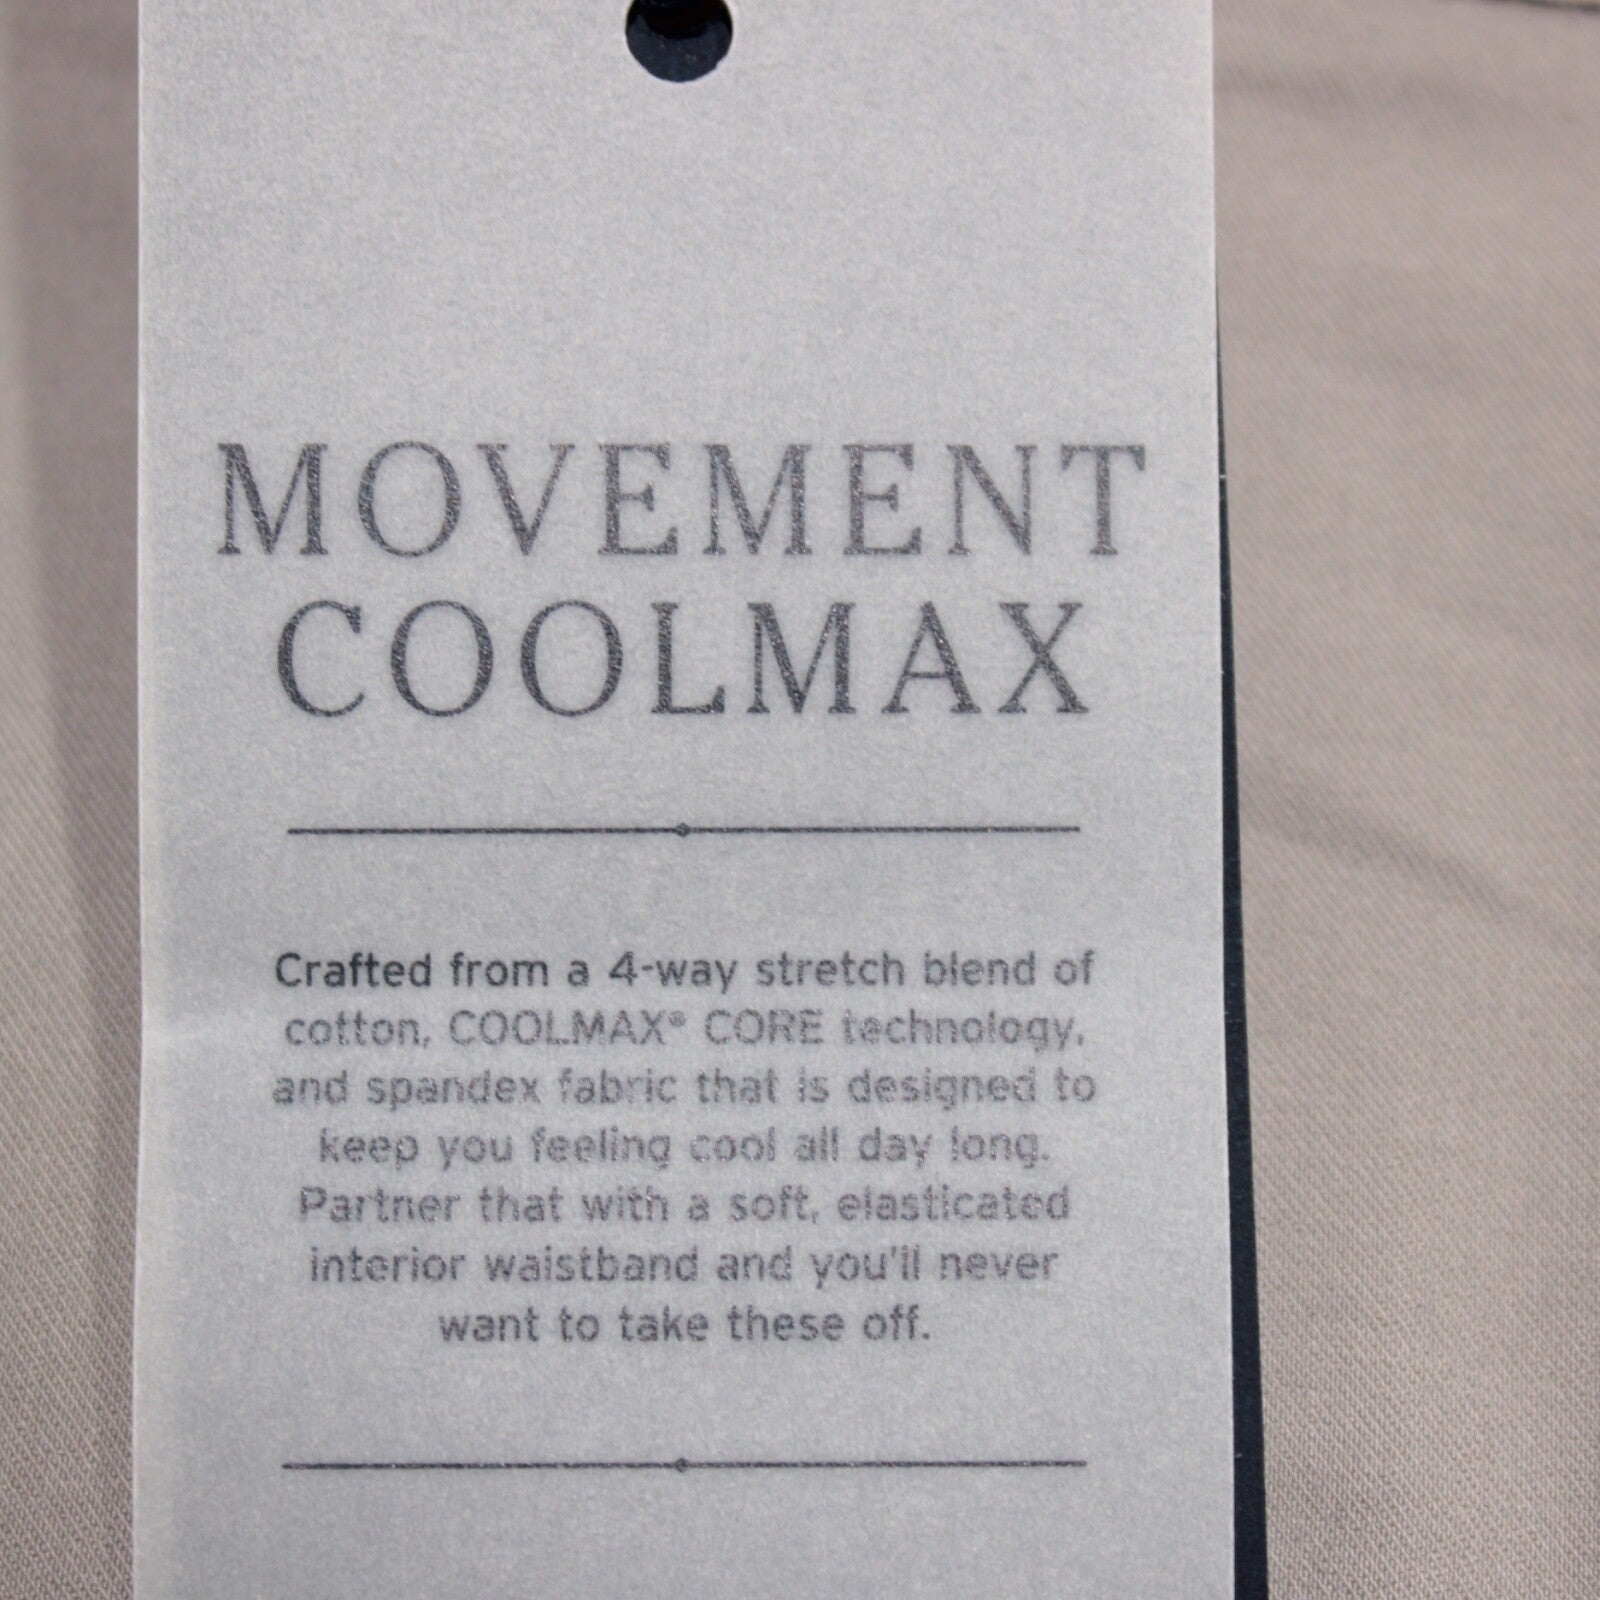 MOVEMENT
COOLMAX
Crafted from a 4-way stretch blend of
cotton, COOLMAX® CORE technology,
and spandex fabric that is designed to
keep you feeling cool all day long.
Partner that with a soft, elasticated
interior waistband and you'll never
want to take these off.